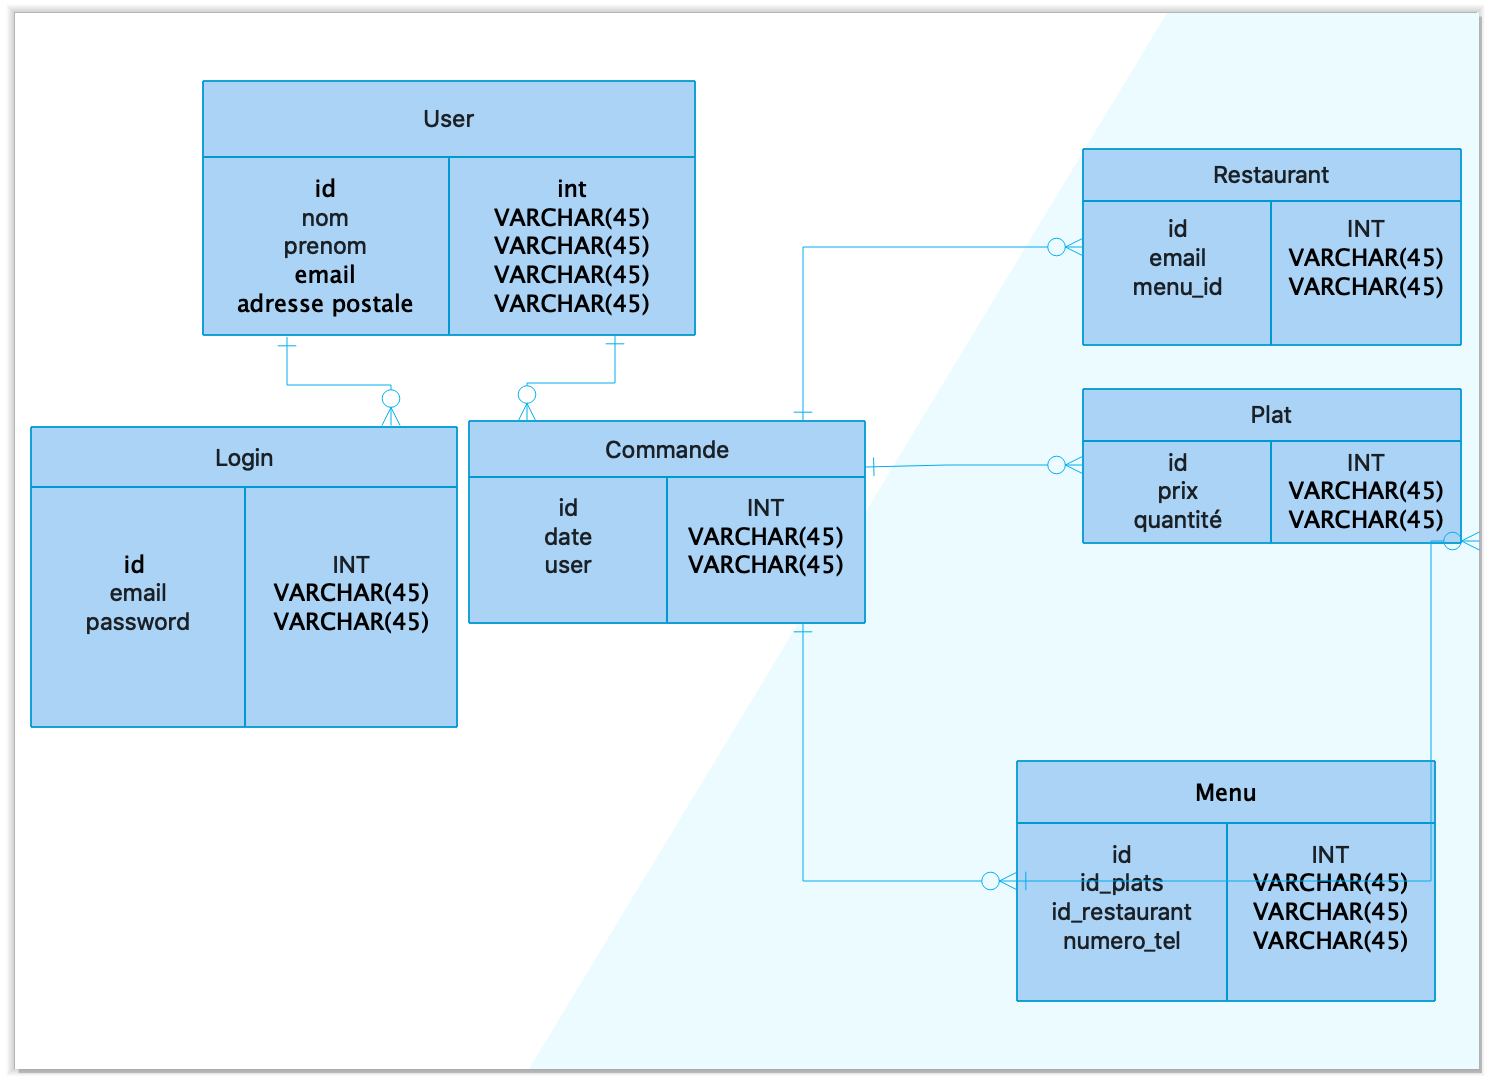 User
id int
nom VARCHAR(45)
prenom VARCHAR(45)
email VARCHAR(45)
adresse postale VARCHAR(45)
Restaurant
id INT
email VARCHAR(45)
menu_id VARCHAR(45)
Login
id INT
email VARCHAR(45)
password VARCHAR(45)
Commande
id INT
date VARCHAR(45)
user VARCHAR(45)
Plat
id INT
prix VARCHAR(45)
quantité VARCHAR(45)
Menu
id INT
id_plats VARCHAR(45)
id_restaurant VARCHAR(45)
numero_tel VARCHAR(45)